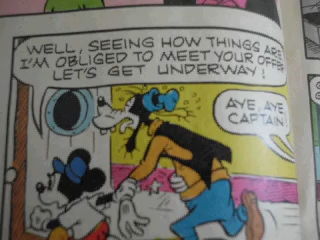 WELL, SEEING HOW THINGS ARE
I'M OBLIGED TO MEET YOUR OFFER
LET'S GET UNDERWAY!
AYE, AYE,
CAPTAIN!